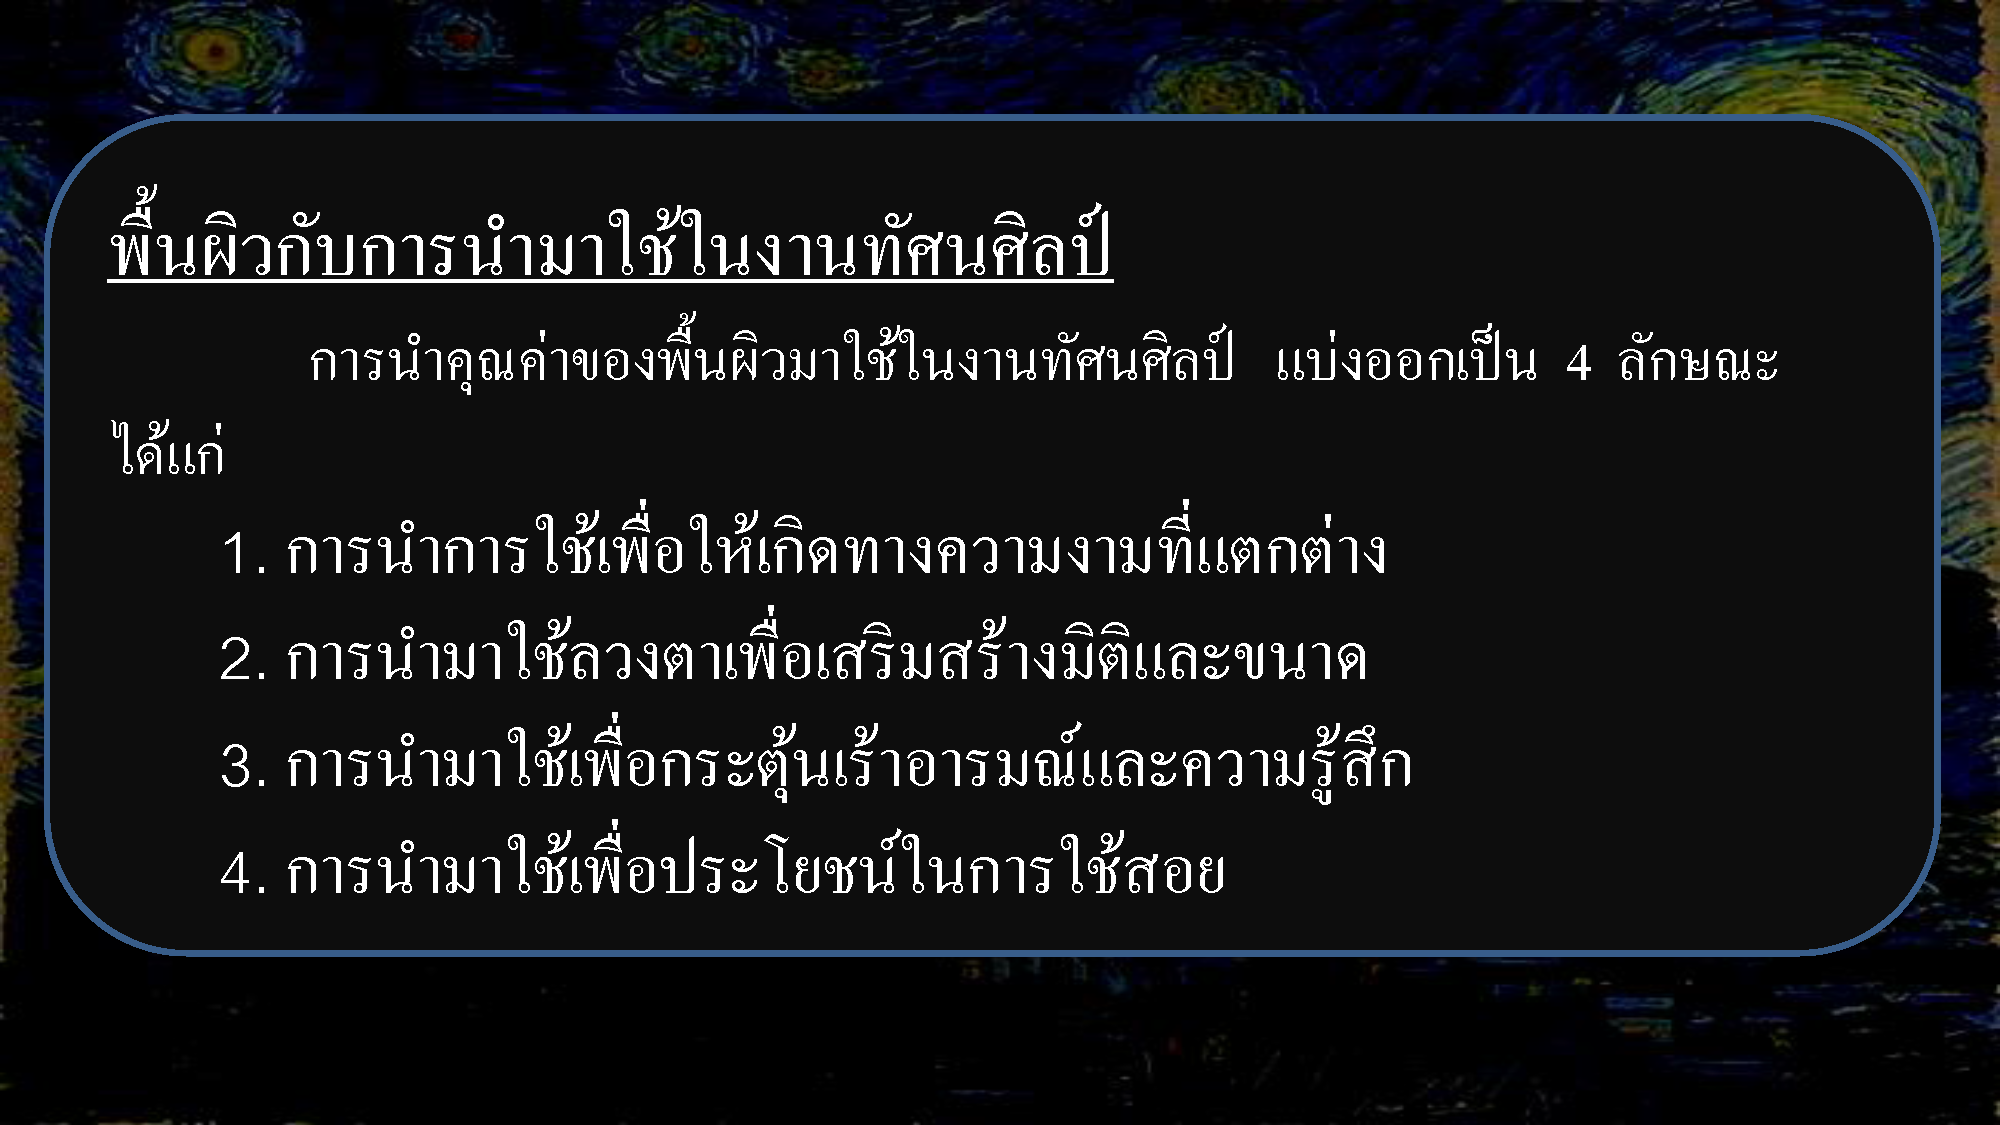 พื้นผิวกับการนำมาใช้ในงานทัศนศิลป์
การนำคุณค่าของพื้นผิวมาใช้ในงานทัศนศิลป์ แบ่งออกเป็น 4 ลักษณะ
ได้แก่
1. การนำการใช้เพื่อให้เกิดทางความงามที่แตกต่าง
2. การนำมาใช้ลวงตาเพื่อเสริมสร้างมิติและขนาด
3. การนำมาใช้เพื่อกระตุ้นเร้าอารมณ์และความรู้สึก
4. การนำมาใช้เพื่อประโยชน์ในการใช้สอย